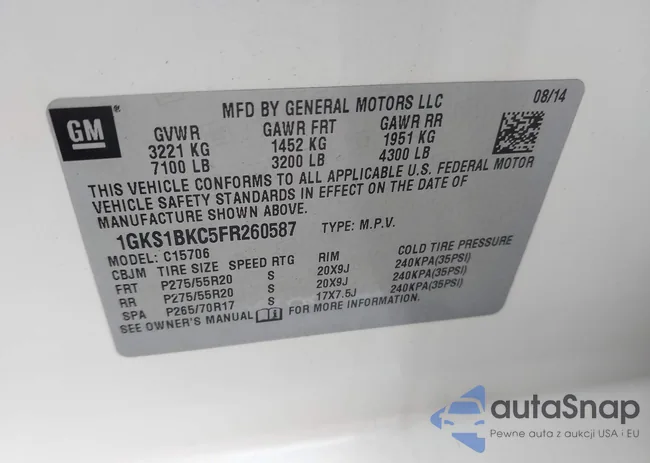 GM®
MFD BY GENERAL MOTORS LLC 08/14
GVWR GAWR FRT GAWR RR
3221 KG 1452 KG 1951 KG
7100 LB 3200 LB 4300 LB
THIS VEHICLE CONFORMS TO ALL APPLICABLE U.S. FEDERAL MOTOR
VEHICLE SAFETY STANDARDS IN EFFECT ON THE DATE OF
MANUFACTURE SHOWN ABOVE.
1GKS1BKC5FR260587 TYPE: M.P.V.
MODEL: C15706
CBJM TIRE SIZE SPEED RTG RIM COLD TIRE PRESSURE
FRT P275/55R20 S 20X9J 240KPA(35PSI)
RR P275/55R20 S 20X9J 240KPA(35PSI)
SPA P265/70R17 S 17X7.5J 240KPA(35PSI)
SEE OWNER'S MANUAL FOR MORE INFORMATION.
autaSnap
Pewne auta z aukcji USA i EU